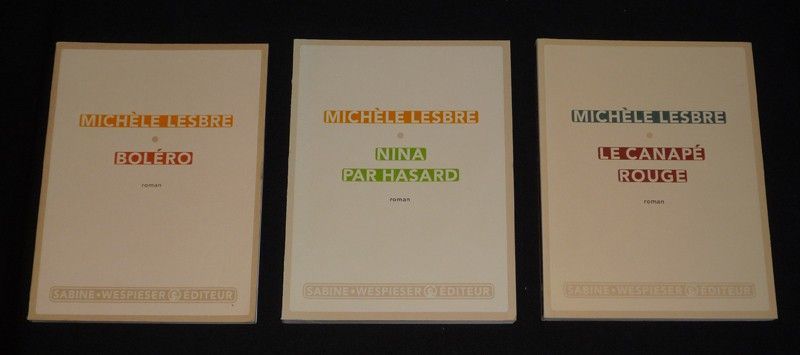 MICHÈLE LESBRE
BOLÉRO
roman
SABINE • WESPIESER ÉDITEUR
MICHÈLE LESBRE
NINA
PAR HASARD
roman
SABINE • WESPIESER ÉDITEUR
MICHÈLE LESBRE
LE CANAPÉ
ROUGE
roman
SABINE • WESPIESER ÉDITEUR